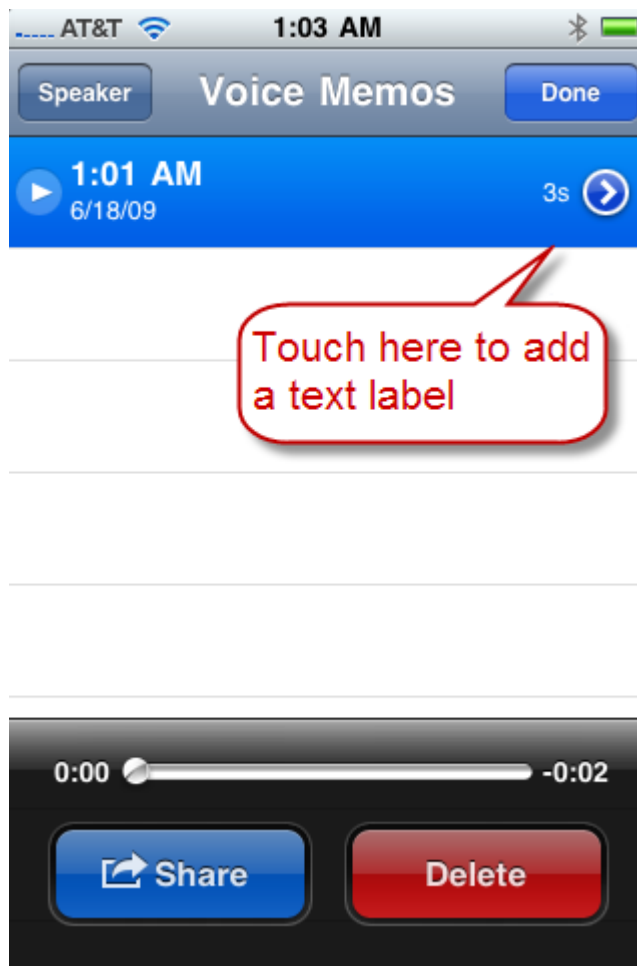 AT&T 1:03 AM
Speaker Voice Memos Done
1:01 AM
6/18/09 3s
Touch here to add
a text label
0:00 -0:02
Share Delete